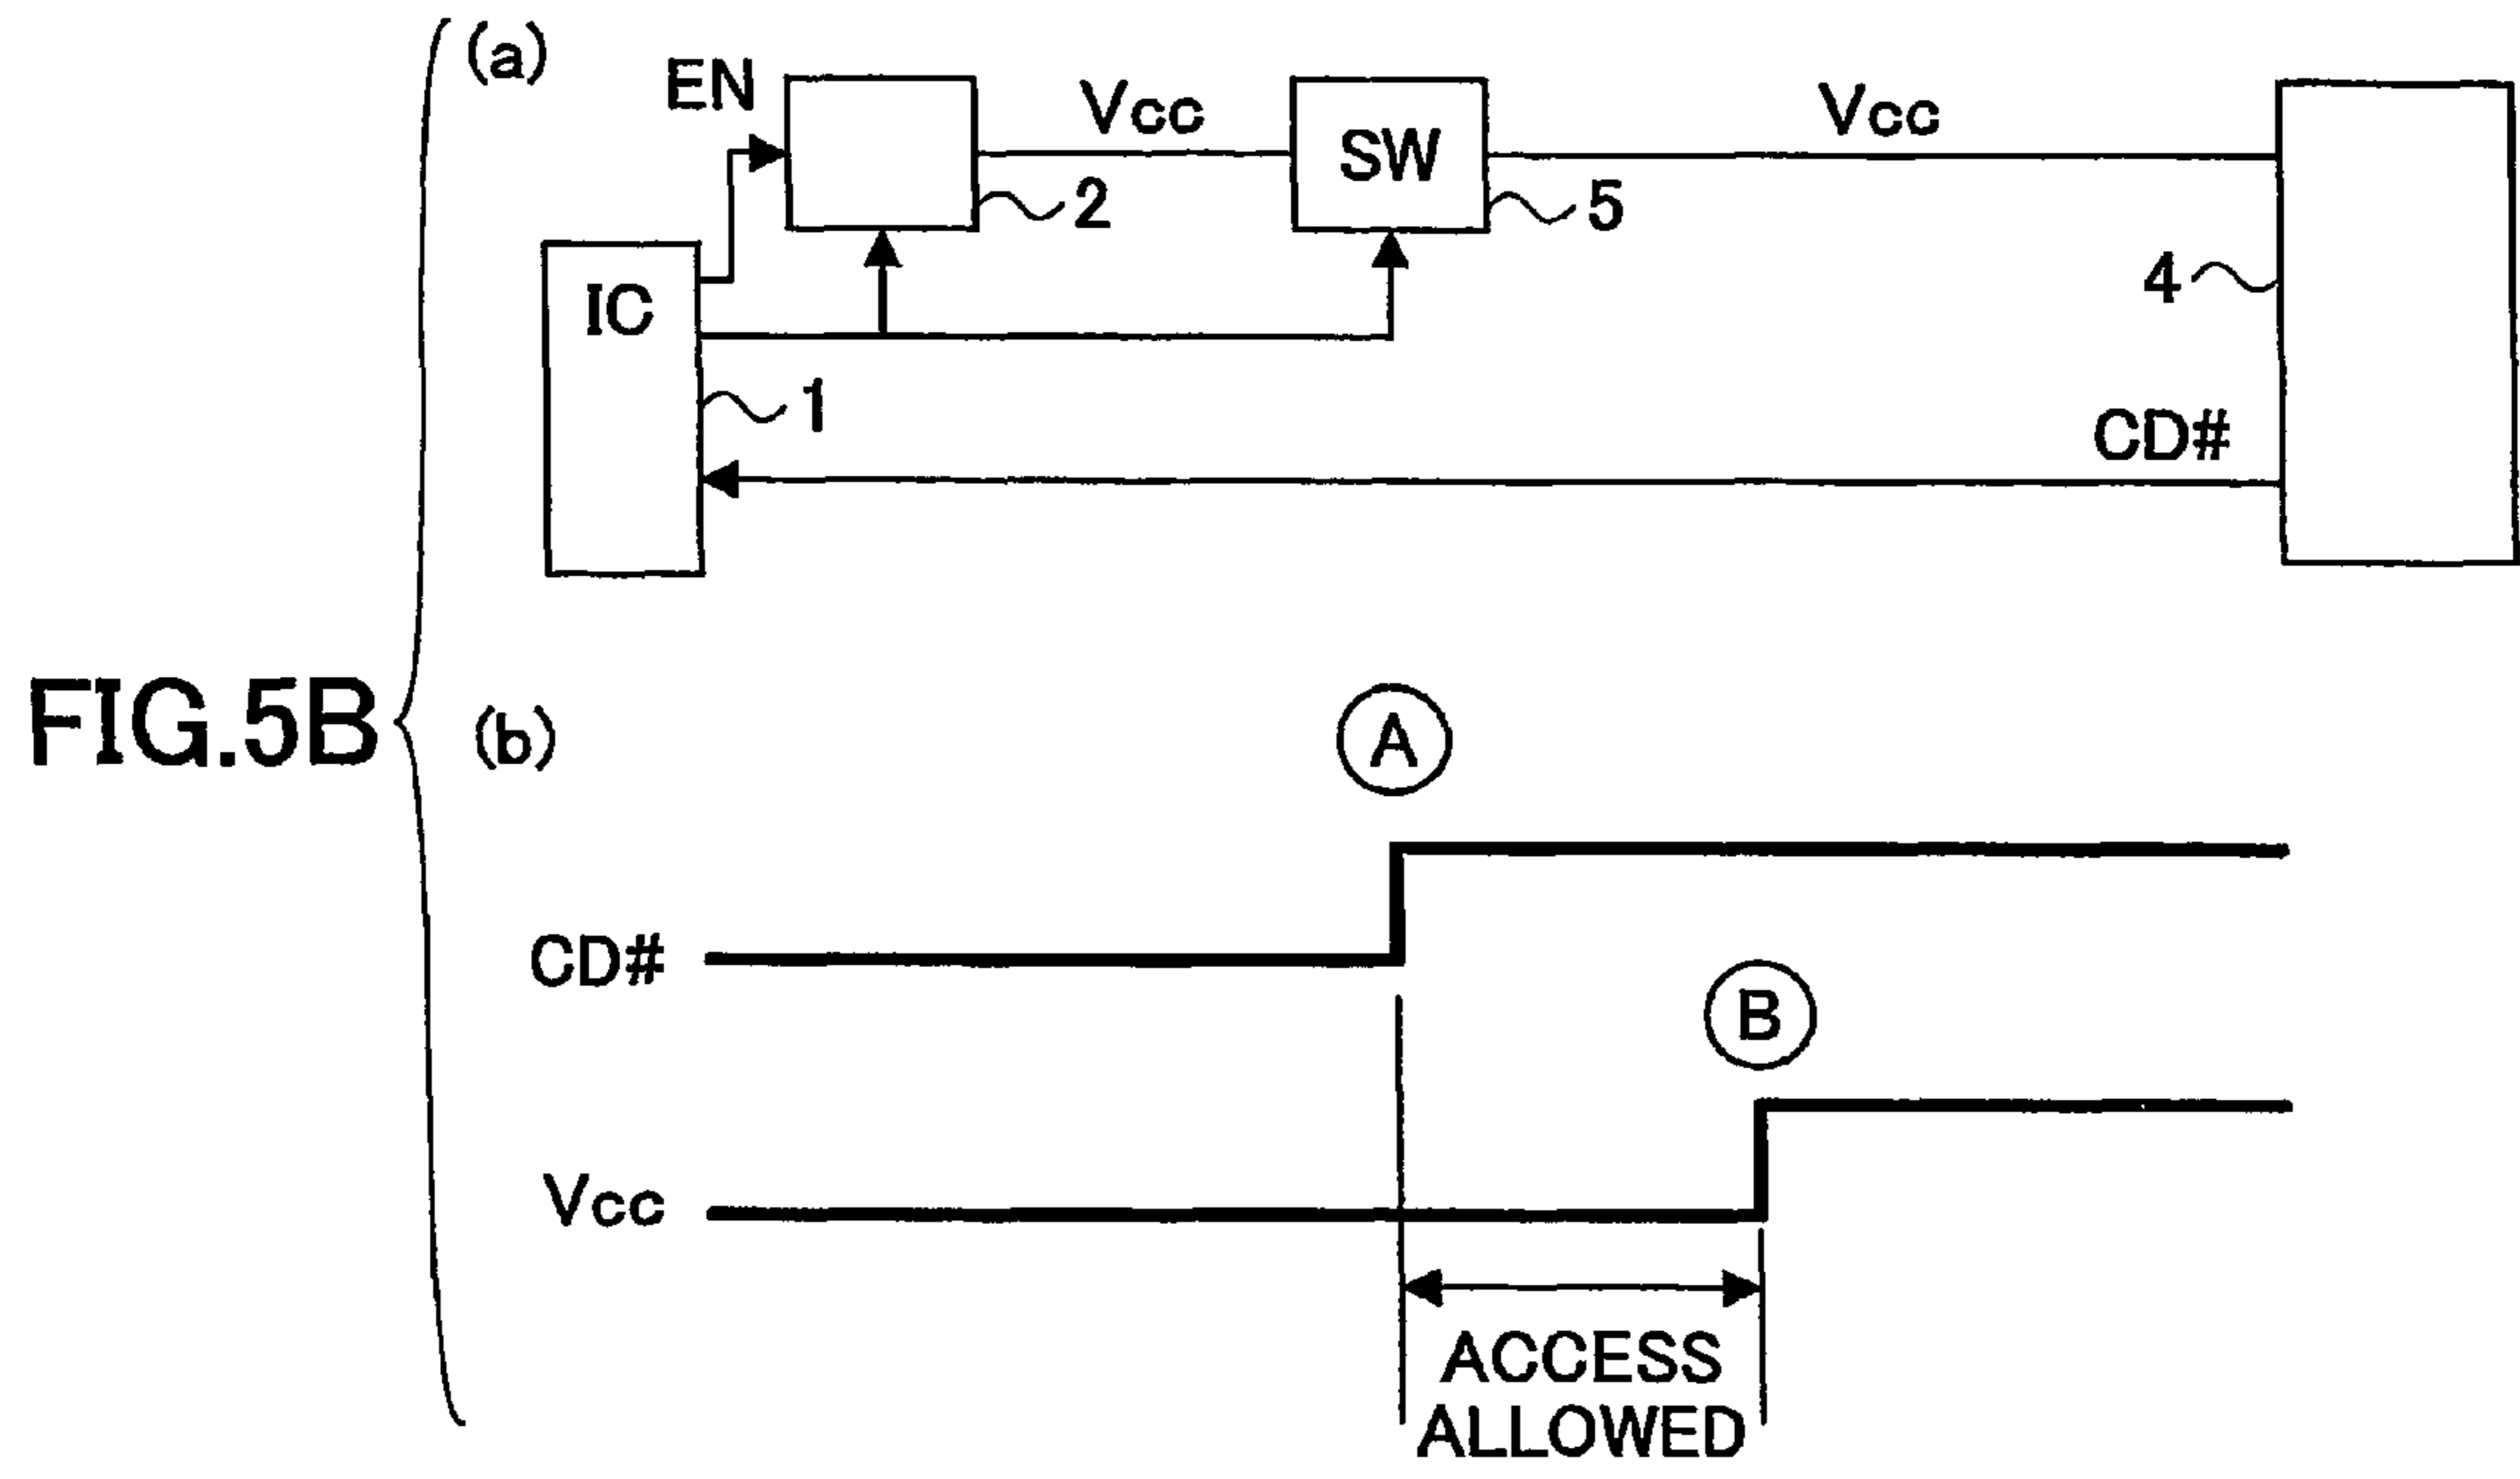 FIG.5B
(a)
EN
Vcc
SW
Vcc
2
5
IC
4
1
CD#
(b)
A
CD#
B
Vcc
ACCESS
ALLOWED